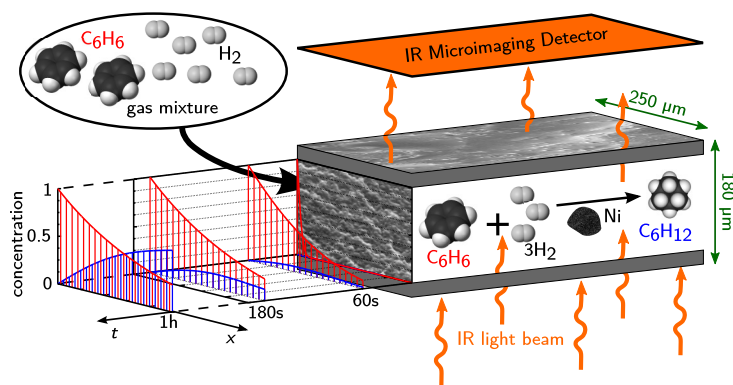 C6H6
H2
gas mixture
IR Microimaging Detector
250 μm
180 μm
concentration
1
0.5
0
C6H6
+
3H2
Ni
C6H12
60s
180s
1h
t
x
IR light beam